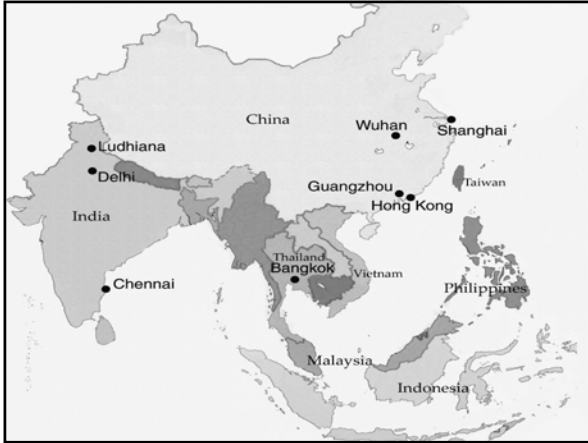 China
Wuhan
Shanghai
Ludhiana
Delhi
Guangzhou
Hong Kong
Taiwan
India
Thailand
Bangkok
Vietnam
Chennai
Philippines
Malaysia
Indonesia